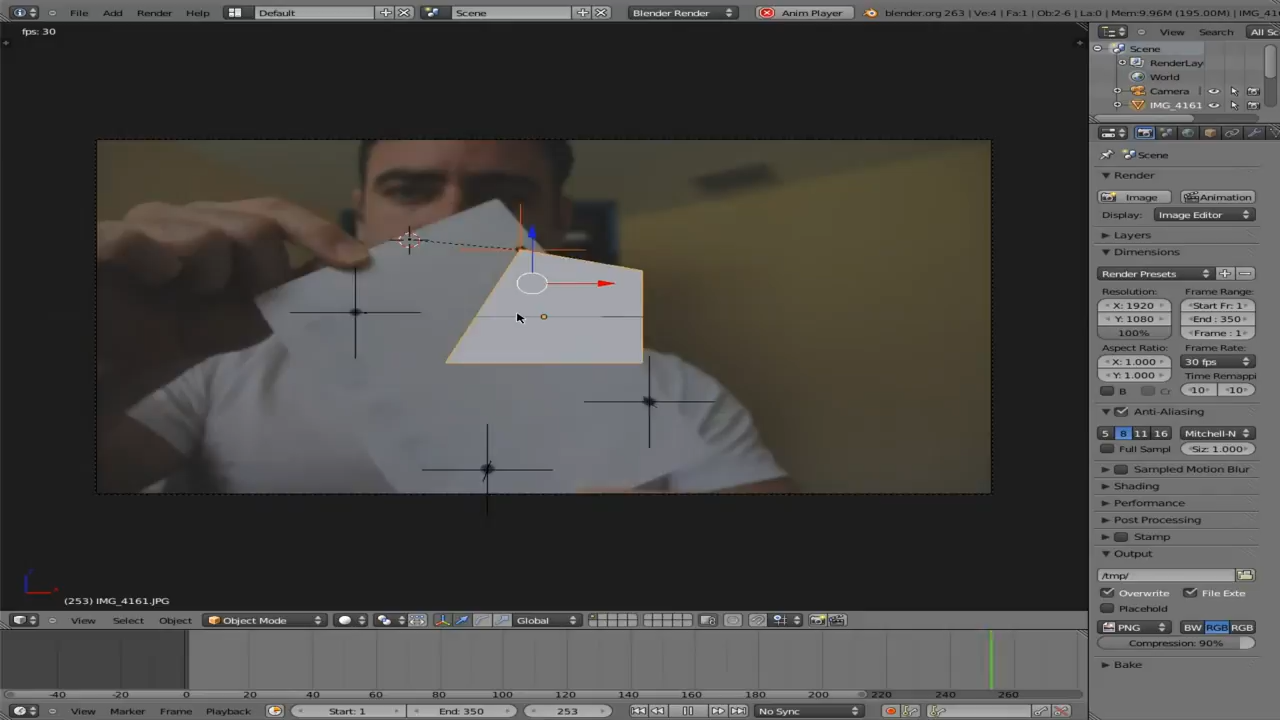 File Add Render Help Default Scene Blender Render Anim Player blender.org 263 | Ve:4 | Fa:1 | Ob:2-6 | La:0 | Mem:9.96M (195.00M) | IMG_41
fps: 30
View Search All Sc
Scene
RenderLay
World
Camera
IMG_4161
Scene
Render
Image Animation
Display: Image Editor
Layers
Dimensions
Render Presets
Resolution: Frame Range:
X: 1920 Start Fr: 1
Y: 1080 End : 350
100% Frame : 1
Aspect Ratio: Frame Rate:
X: 1.000 30 fps
Y: 1.000 Time Remappi
B Cr 10 10
Anti-Aliasing
5 8 11 16 Mitchell-N
Full Sampl Siz: 1.000
Sampled Motion Blur
Shading
Performance
Post Processing
Stamp
Output
/tmp/
Overwrite File Exte
Placehold
PNG BW RGB RGB
Compression: 90%
Bake
(253) IMG_4161.JPG
View Select Object Object Mode Global
-40 -20 0 20 40 60 80 100 120 140 160 180 200 220 240 260
View Marker Frame Playback Start: 1 End: 350 253 No Sync